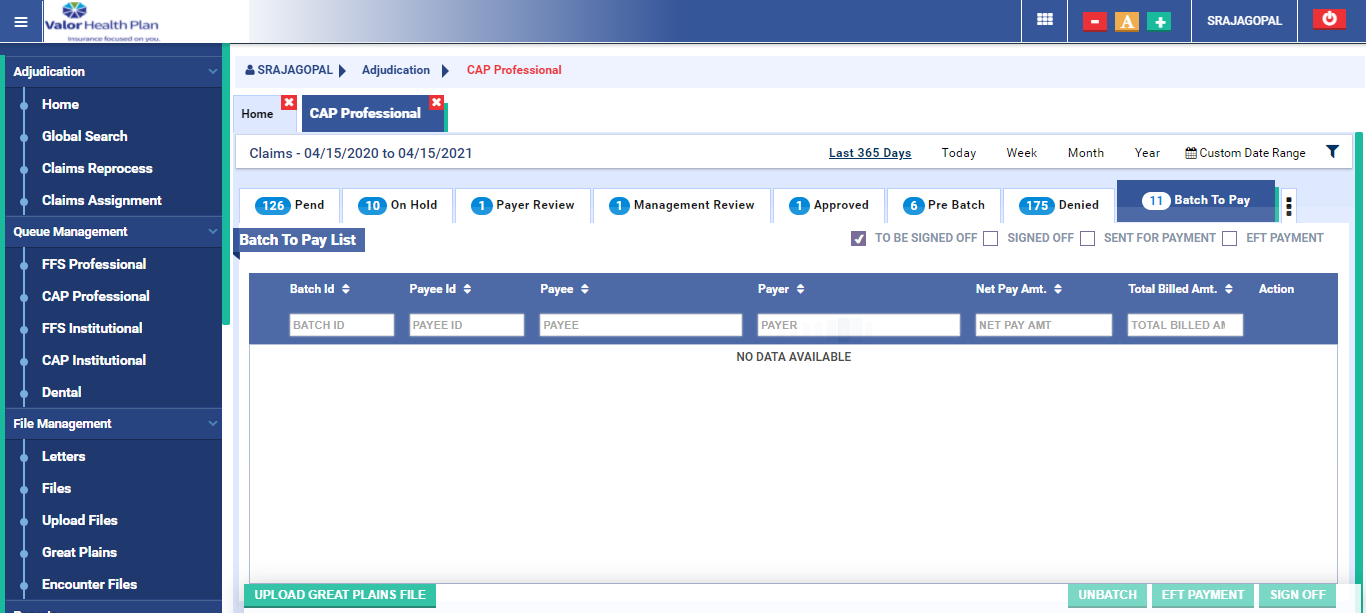 Valor Health Plan
Insurance focused on you.
A
SRAJAGOPAL
Adjudication
Home
Global Search
Claims Reprocess
Claims Assignment
Queue Management
FFS Professional
CAP Professional
FFS Institutional
CAP Institutional
Dental
File Management
Letters
Files
Upload Files
Great Plains
Encounter Files
SRAJAGOPAL Adjudication CAP Professional
Home CAP Professional
Claims - 04/15/2020 to 04/15/2021 Last 365 Days Today Week Month Year Custom Date Range
126 Pend 10 On Hold 1 Payer Review 1 Management Review 1 Approved 6 Pre Batch 175 Denied 11 Batch To Pay
Batch To Pay List TO BE SIGNED OFF SIGNED OFF SENT FOR PAYMENT EFT PAYMENT
Batch Id Payee Id Payee Payer Net Pay Amt. Total Billed Amt. Action
BATCH ID PAYEE ID PAYEE PAYER NET PAY AMT TOTAL BILLED
NO DATA AVAILABLE
UPLOAD GREAT PLAINS FILE UNBATCH EFT PAYMENT SIGN OFF